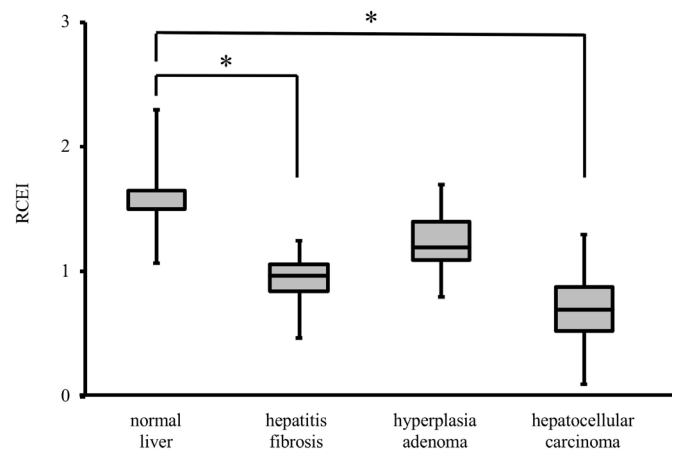 *
*
3
2
1
0
RCEI
normal
liver
hepatitis
fibrosis
hyperplasia
adenoma
hepatocellular
carcinoma